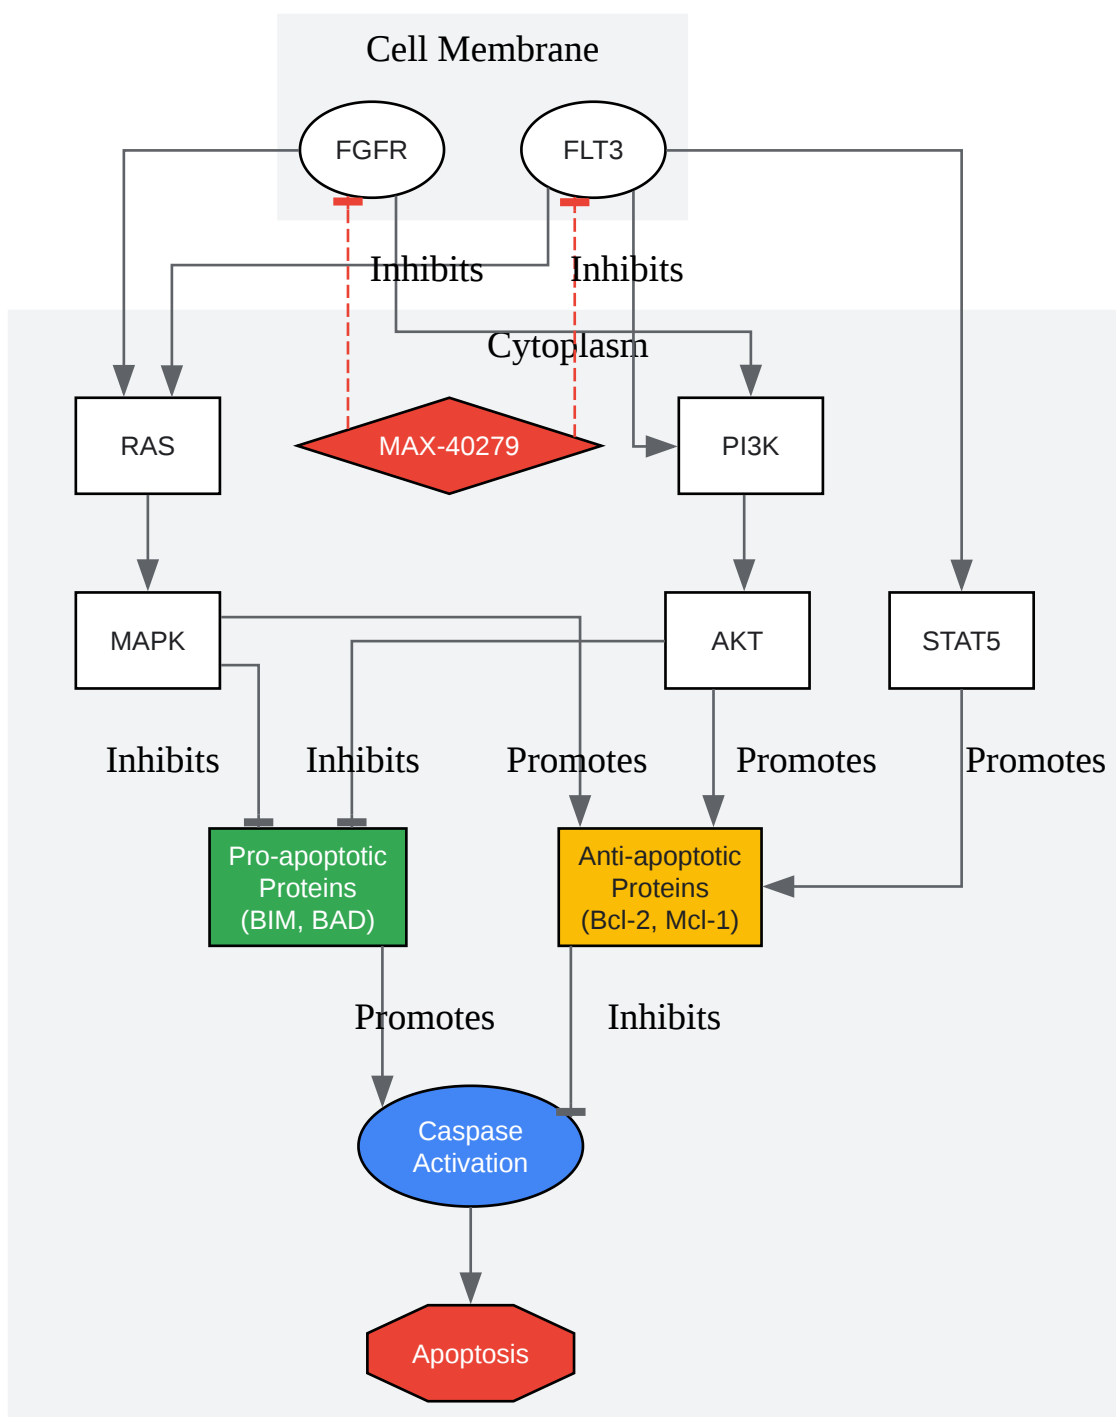 Cell Membrane
FGFR
FLT3
Inhibits
Inhibits
Cytoplasm
RAS
MAX-40279
PI3K
MAPK
AKT
STAT5
Inhibits
Inhibits
Promotes
Promotes
Promotes
Pro-apoptotic
Proteins
(BIM, BAD)
Anti-apoptotic
Proteins
(Bcl-2, Mcl-1)
Promotes
Inhibits
Caspase
Activation
Apoptosis